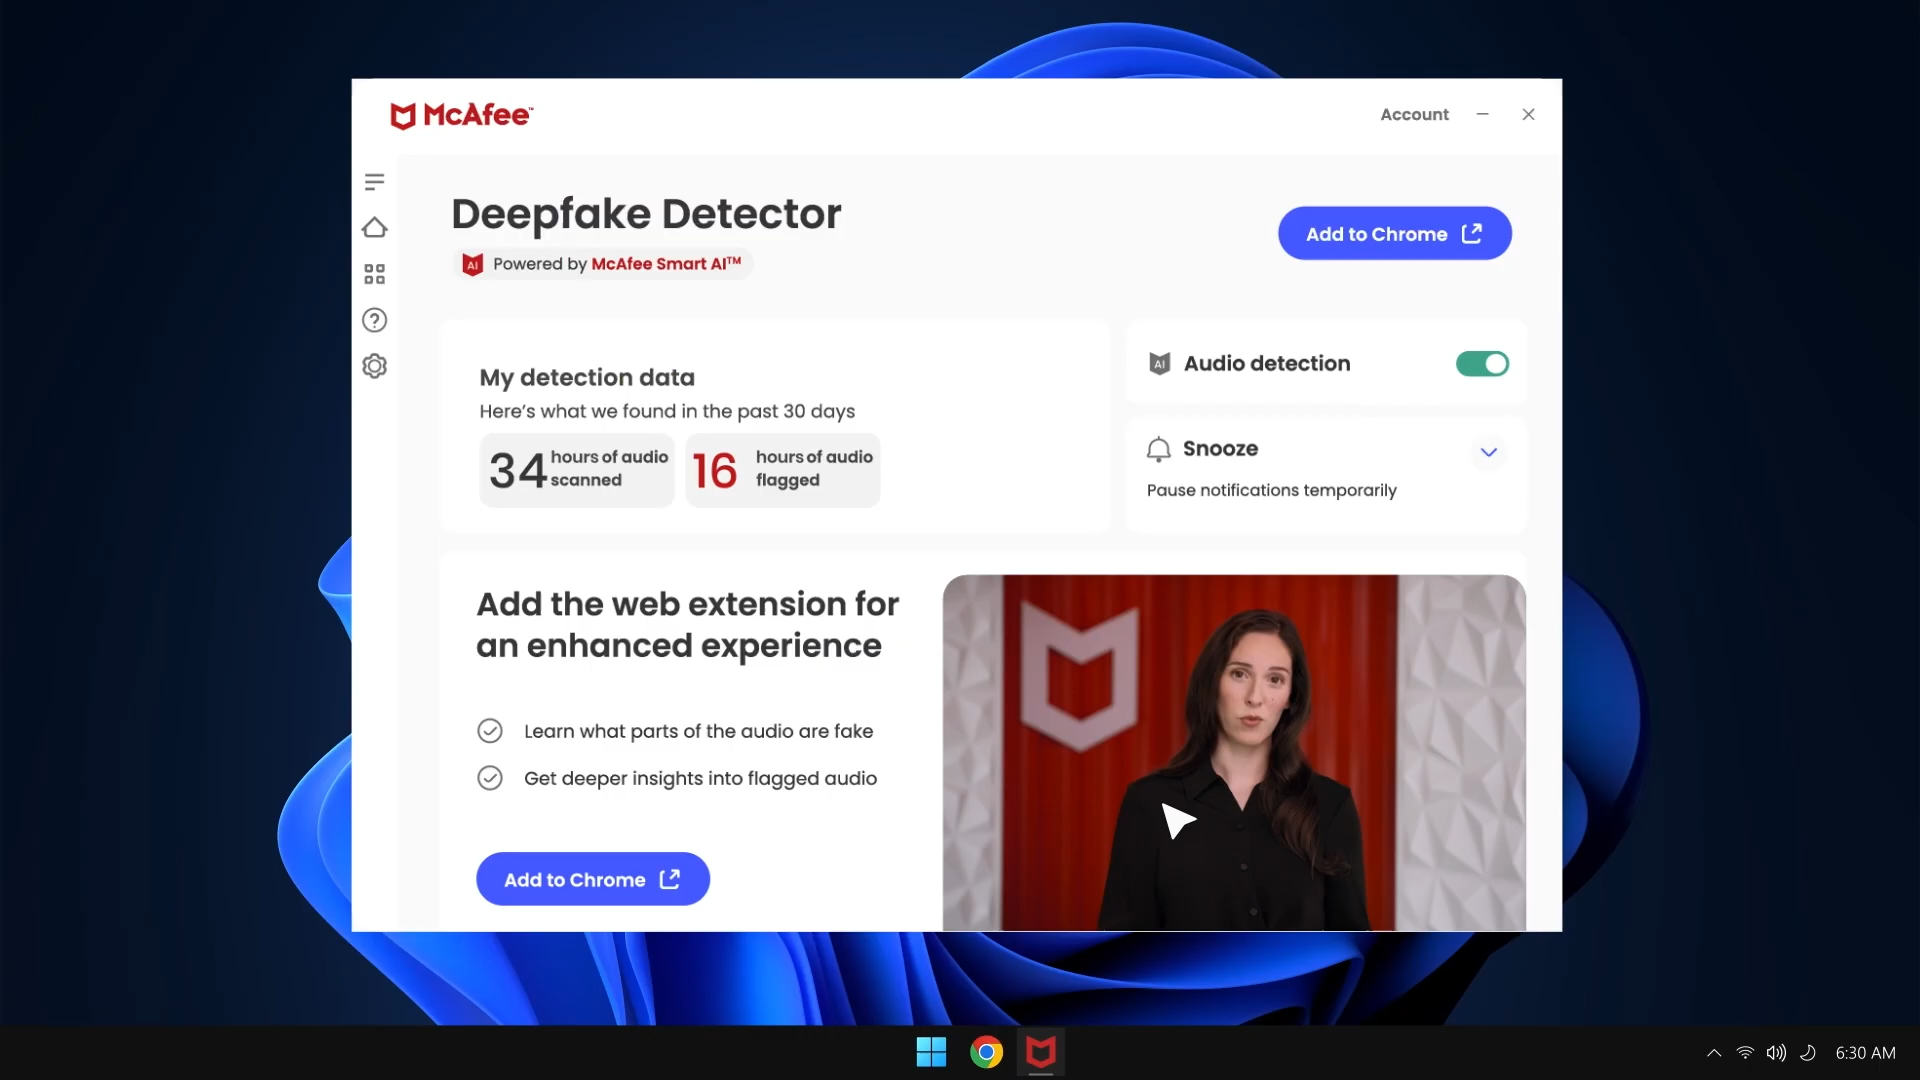 McAfee™
Account
Deepfake Detector
Add to Chrome
AI Powered by McAfee Smart AI™
My detection data
Here’s what we found in the past 30 days
34 hours of audio
scanned
16 hours of audio
flagged
AI Audio detection
Snooze
Pause notifications temporarily
Add the web extension for
an enhanced experience
Learn what parts of the audio are fake
Get deeper insights into flagged audio
Add to Chrome
6:30 AM